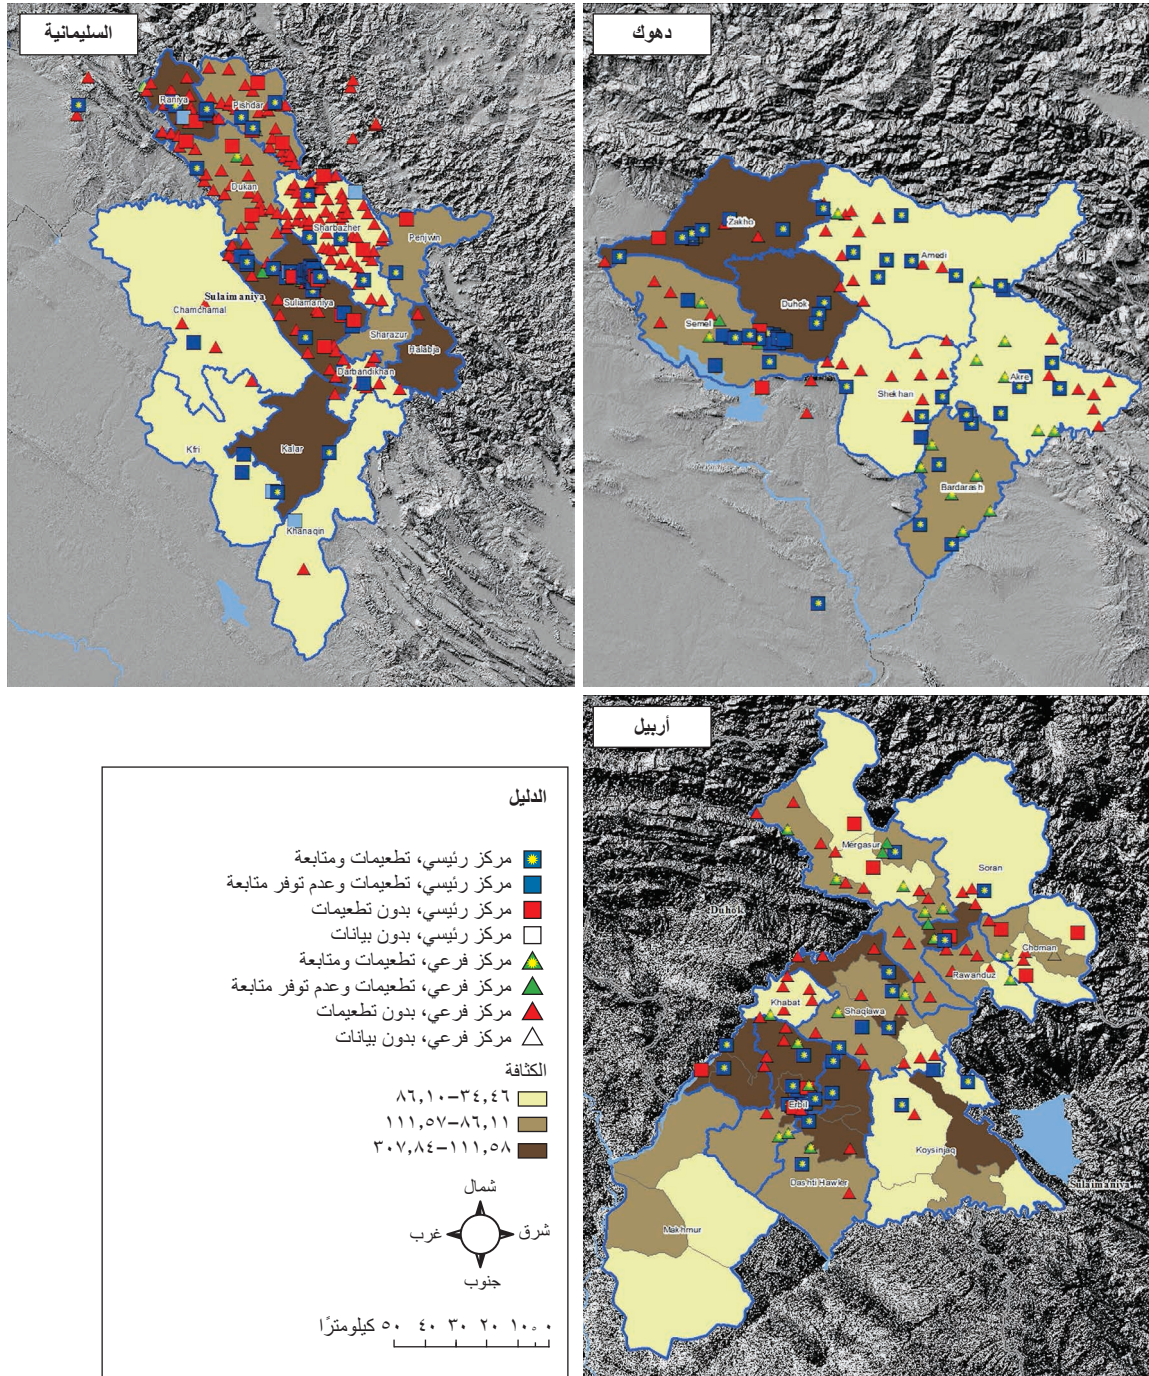 السليمانية
Raniya
Pishdar
Dukan
Sharbazher
Penjwin
Sulaimaniya
Sulaimaniya
Chamchamal
Sharazur
Halabja
Darbandikhan
Kfri
Kalar
Khanaqin
دهوك
Zakho
Amedi
Duhok
Semel
Akre
Shekhan
Bardarash
أربيل
Mergasur
Soran
Duhok
Choman
Rawanduz
Khabat
Shaqlawa
Erbil
Koysinjaq
Dashti Hawler
Sulaimaniya
Makhmur
الدليل
مركز رئيسي، تطعيمات ومتابعة
مركز رئيسي، تطعيمات وعدم توفر متابعة
مركز رئيسي، بدون تطعيمات
مركز رئيسي، بدون بيانات
مركز فرعي، تطعيمات ومتابعة
مركز فرعي، تطعيمات وعدم توفر متابعة
مركز فرعي، بدون تطعيمات
مركز فرعي، بدون بيانات
الكثافة
٣٤,٤٦–٨٦,١٠
٨٦,١١–١١١,٥٧
١١١,٥٨–٣٠٧,٨٤
شمال
شرق
غرب
جنوب
٠ ٥ ١٠ ٢٠ ٣٠ ٤٠ ٥٠ كيلومترًا